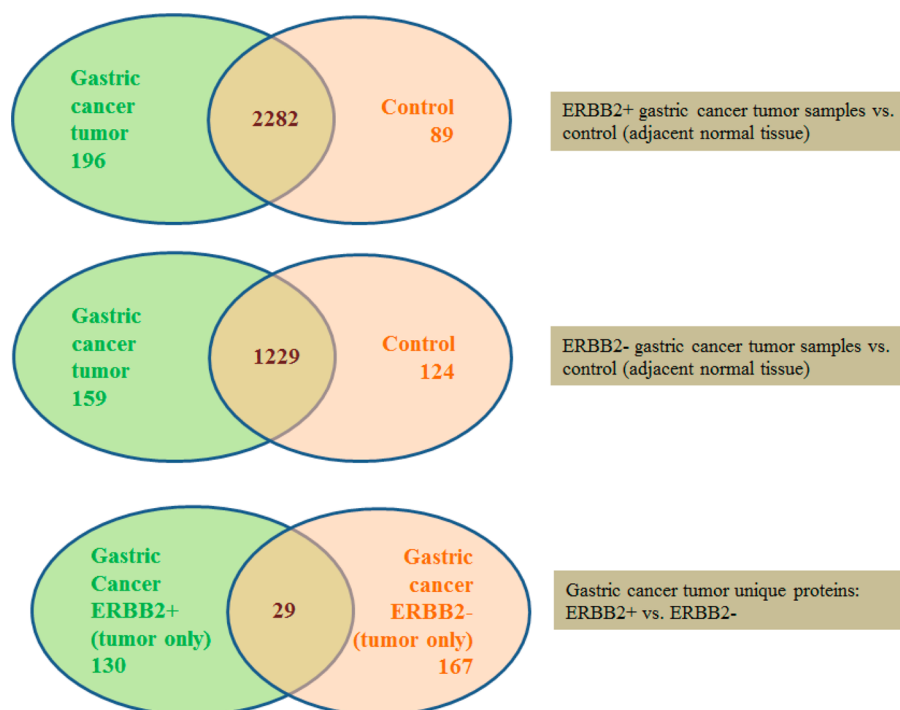 Gastric
cancer
tumor
196
2282
Control
89
ERBB2+ gastric cancer tumor samples vs.
control (adjacent normal tissue)
Gastric
cancer
tumor
159
1229
Control
124
ERBB2- gastric cancer tumor samples vs.
control (adjacent normal tissue)
Gastric
Cancer
ERBB2+
(tumor only)
130
29
Gastric
cancer
ERBB2-
(tumor only)
167
Gastric cancer tumor unique proteins:
ERBB2+ vs. ERBB2-